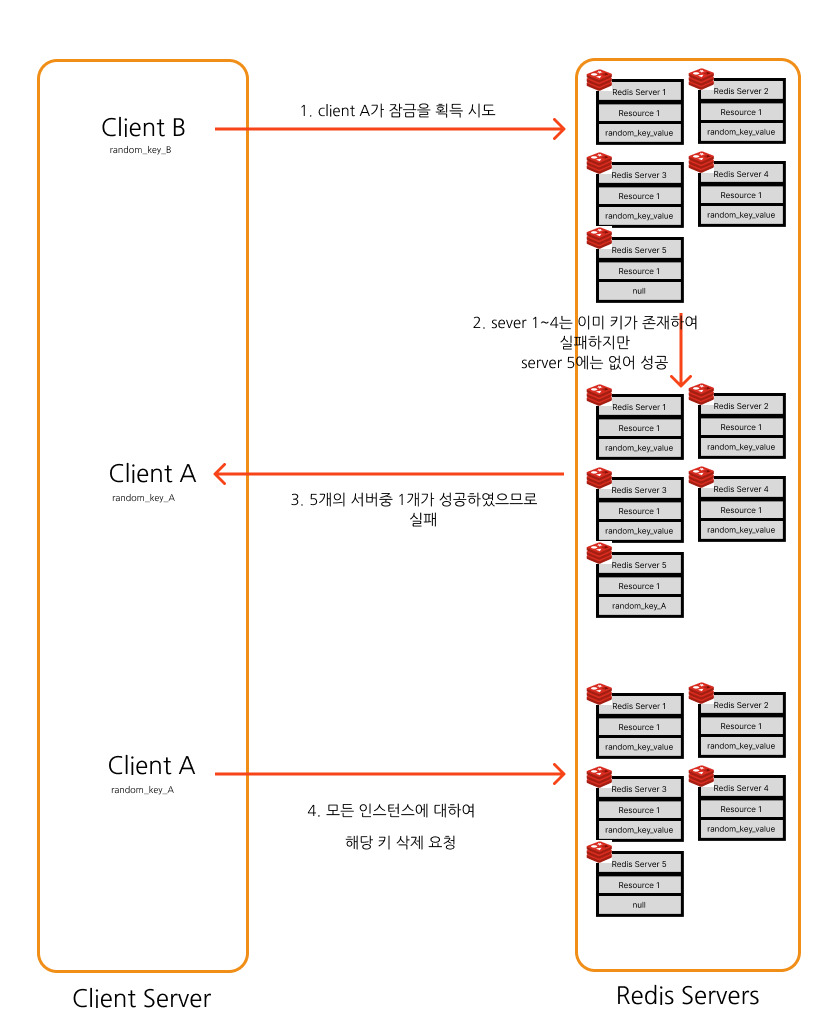 Client B
random_key_B
1. client A가 잠금을 획득 시도
Redis Server 1
Resource 1
random_key_value
Redis Server 2
Resource 1
random_key_value
Redis Server 3
Resource 1
random_key_value
Redis Server 4
Resource 1
random_key_value
Redis Server 5
Resource 1
null
2. sever 1~4는 이미 키가 존재하여
실패하지만
server 5에는 없어 성공
Client A
random_key_A
3. 5개의 서버중 1개가 성공하였으므로
실패
Redis Server 1
Resource 1
random_key_value
Redis Server 2
Resource 1
random_key_value
Redis Server 3
Resource 1
random_key_value
Redis Server 4
Resource 1
random_key_value
Redis Server 5
Resource 1
random_key_A
Client A
random_key_A
4. 모든 인스턴스에 대하여
해당 키 삭제 요청
Redis Server 1
Resource 1
random_key_value
Redis Server 2
Resource 1
random_key_value
Redis Server 3
Resource 1
random_key_value
Redis Server 4
Resource 1
random_key_value
Redis Server 5
Resource 1
null
Client Server
Redis Servers